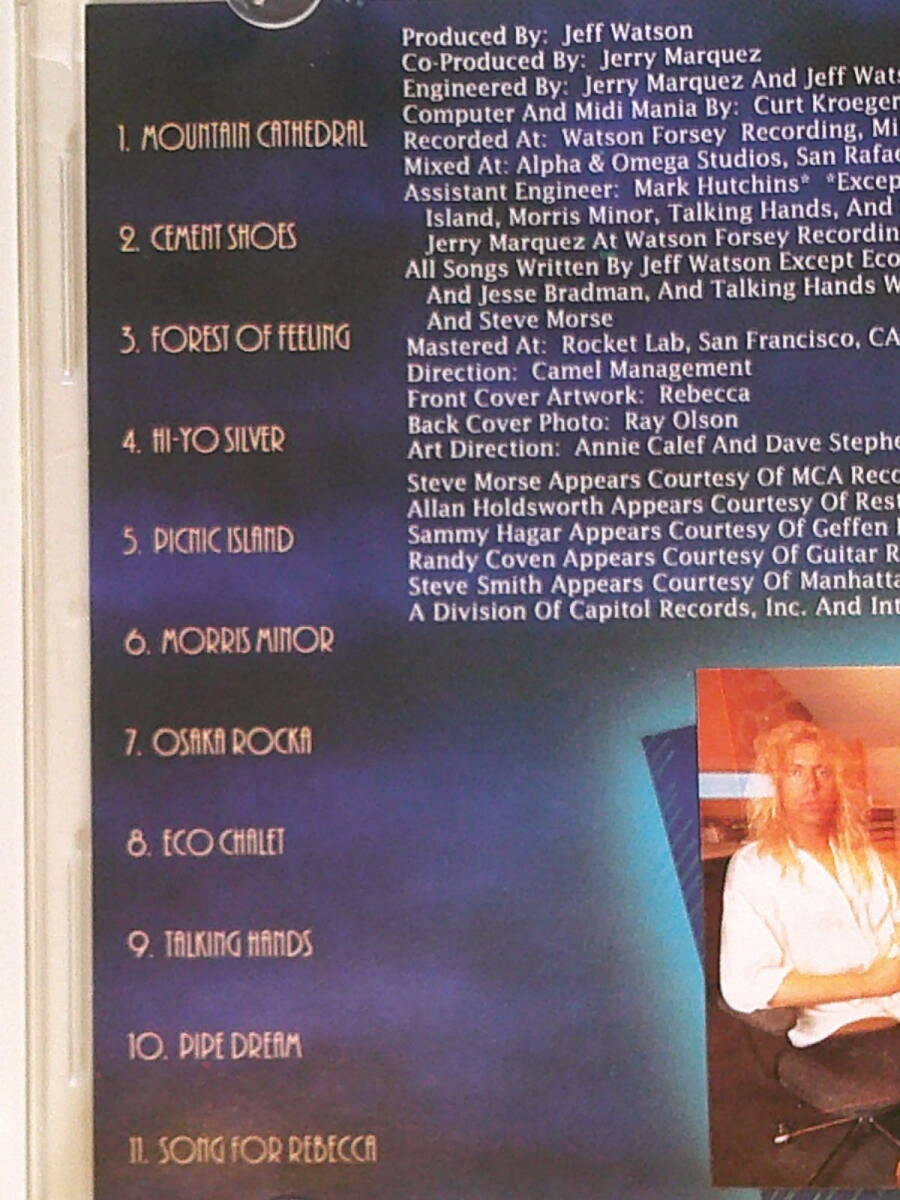 1. MOUNTAIN CATHEDRAL
2. CEMENT SHOES
3. FOREST OF FEELING
4. HI-YO SILVER
5. PICNIC ISLAND
6. MORRIS MINOR
7. OSAKA ROCKA
8. ECO CHALET
9. TALKING HANDS
10. PIPE DREAM
11. SONG FOR REBECCA
Produced By: Jeff Watson
Co-Produced By: Jerry Marquez
Engineered By: Jerry Marquez And Jeff Wats
Computer And Midi Mania By: Curt Kroeger
Recorded At: Watson Forsey Recording, Mi
Mixed At: Alpha & Omega Studios, San Rafae
Assistant Engineer: Mark Hutchins* *Excep
Island, Morris Minor, Talking Hands, And
Jerry Marquez At Watson Forsey Recordin
All Songs Written By Jeff Watson Except Eco
And Jesse Bradman, And Talking Hands W
And Steve Morse
Mastered At: Rocket Lab, San Francisco, CA
Direction: Camel Management
Front Cover Artwork: Rebecca
Back Cover Photo: Ray Olson
Art Direction: Annie Calef And Dave Stephe
Steve Morse Appears Courtesy Of MCA Reco
Allan Holdsworth Appears Courtesy Of Rest
Sammy Hagar Appears Courtesy Of Geffen
Randy Coven Appears Courtesy Of Guitar R
Steve Smith Appears Courtesy Of Manhatta
A Division Of Capitol Records, Inc. And Int